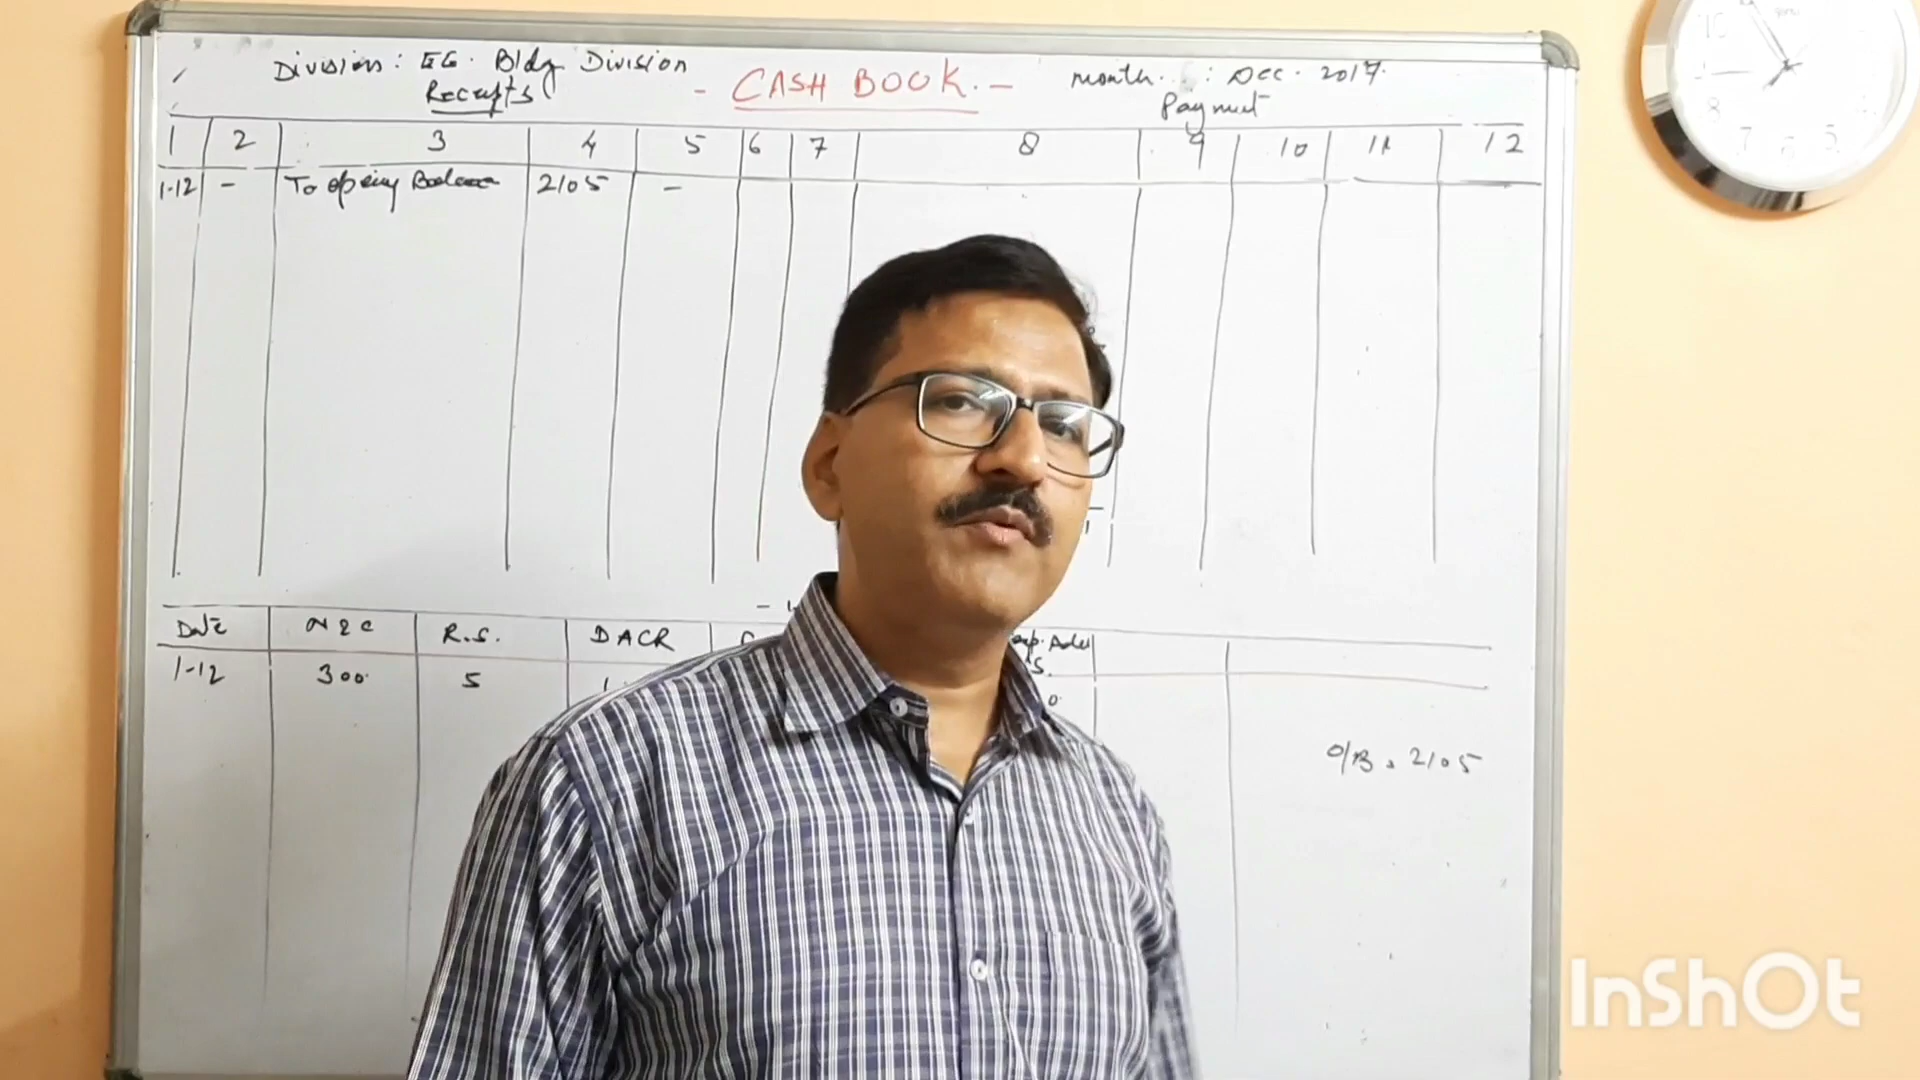 Division: EG. Bldg Division
- CASH BOOK. -
month : Dec. 2017.
Receipts
Payment
1 2 3 4 5 6 7 8 9 10 11 12
1-12 - To opening Balance 2105 -
Date R.S. DACR
1-12 300. 5
O/B = 2105
InShOt